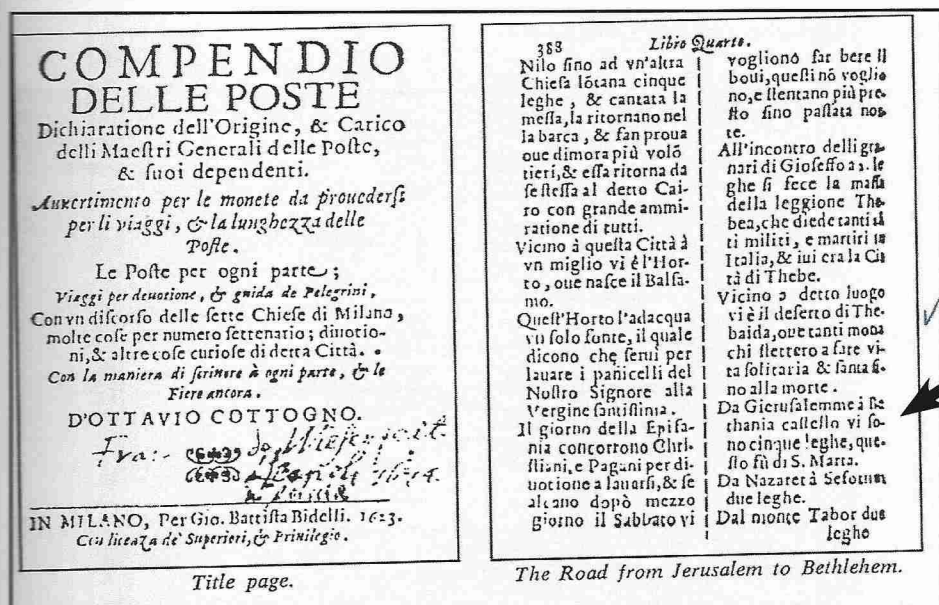 COMPENDIO
DELLE POSTE
Dichiaratione dell'Origine, & Carico
delli Maeſtri Generali delle Poſte,
& ſuoi dependenti.
Auuertimento per le monete da prouederſi
per li viaggi, & la lunghezza delle
Poſte.
Le Poſte per ogni parte;
Viaggi per deuotione, & guida de Pelegrini,
Con vn diſcorſo delle ſette Chieſe di Milano,
molte coſe per numero ſettenario; diuotio-
ni, & altre coſe curioſe di detta Città.
Con la maniera di ſcriuere à ogni parte, & le
Fiere ancora.
D'OTTAVIO COTTOGNO.
Fra:
IN MILANO, Per Gio. Battiſta Bidelli. 1623.
Con licenza de' Superiori, & Priuilegio.
Title page.
388 Libro Quarto.
Nilo ſino ad vn'altra
Chieſa lõtana cinque
leghe, & cantata la
meſſa, la ritornano nel
la barca, & fan proua
oue dimora più volõ
tieri, & eſſa ritorna da
ſe ſteſſa al detto Cai-
ro con grande ammi-
ratione di tutti.
Vicino à queſta Città à
vn miglio vi è l'Hor-
to, oue naſce il Balſa-
mo.
Queſt'Horto l'adacqua
vn ſolo fonte, il quale
dicono che ſerui per
lauare i panicelli del
Noſtro Signore alla
Vergine ſantiſſima.
Il giorno della Epifa-
nia concorrono Chri-
ſtiani, e Pagani per di-
uotione a lauarſi, & ſe
alcano dopò mezzo
giorno il Sabbato vi
vogliono far bere il
boui, queſti nõ voglio
no, e ſtentano più pre-
ſto ſino paſſata not
te.
All'incontro delli gra
nari di Gioſeffo a 2. le
ghe ſi fece la maſſa
della leggione The
bea, che diede tanti
ti militi, e martiri in
Italia, & iui era la Cit
tà di Thebe.
Vicino a detto luogo
vi è il deſerto di The-
baida, oue tanti mona
chi ſtettero a fare vi-
ta ſolitaria & ſanta ſi-
no alla morte.
Da Gieruſalemme à Be
thania caſtello vi ſo-
no cinque leghe, que-
ſto fù di S. Marta.
Da Nazaret à
due leghe.
Dal monte Tabor due
leghe
The Road from Jerusalem to Bethlehem.